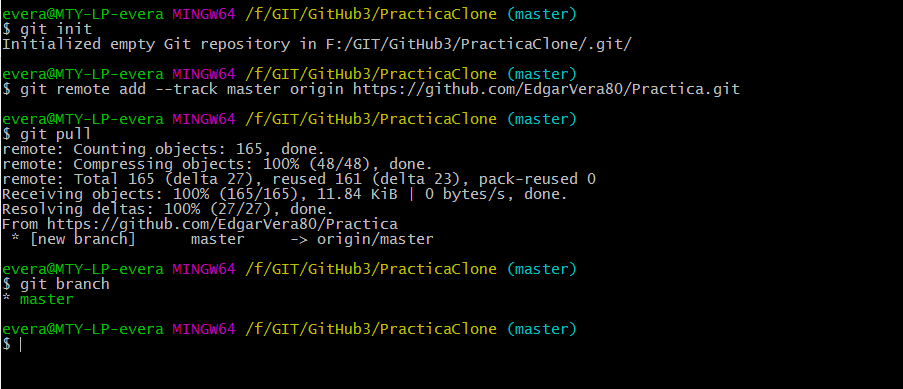 evera@MTY-LP-evera MINGW64 /f/GIT/GitHub3/PracticaClone (master)
$ git init
Initialized empty Git repository in F:/GIT/GitHub3/PracticaClone/.git/
evera@MTY-LP-evera MINGW64 /f/GIT/GitHub3/PracticaClone (master)
$ git remote add --track master origin https://github.com/EdgarVera80/Practica.git
evera@MTY-LP-evera MINGW64 /f/GIT/GitHub3/PracticaClone (master)
$ git pull
remote: Counting objects: 165, done.
remote: Compressing objects: 100% (48/48), done.
remote: Total 165 (delta 27), reused 161 (delta 23), pack-reused 0
Receiving objects: 100% (165/165), 11.84 KiB | 0 bytes/s, done.
Resolving deltas: 100% (27/27), done.
From https://github.com/EdgarVera80/Practica
 * [new branch]      master     -> origin/master
evera@MTY-LP-evera MINGW64 /f/GIT/GitHub3/PracticaClone (master)
$ git branch
* master
evera@MTY-LP-evera MINGW64 /f/GIT/GitHub3/PracticaClone (master)
$